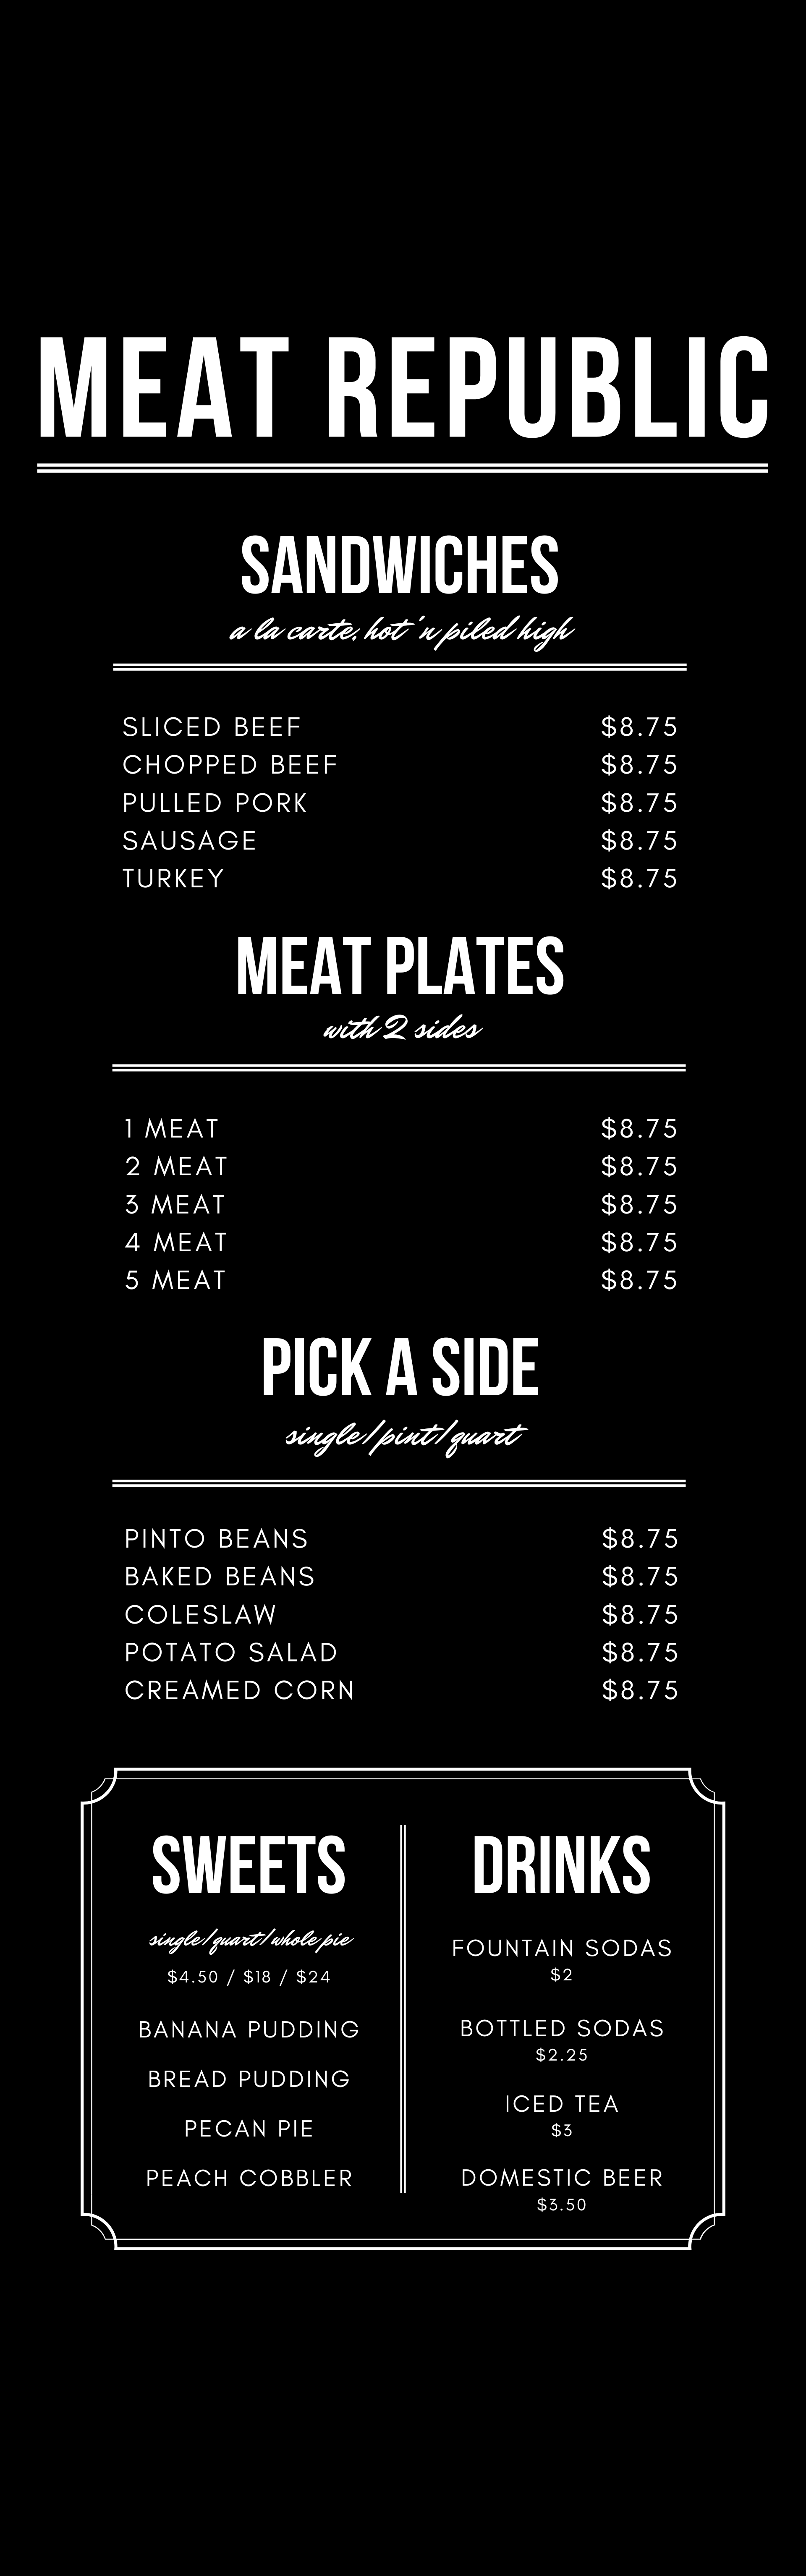 MEAT REPUBLIC
SANDWICHES
a la carte, hot 'n piled high
SLICED BEEF $8.75
CHOPPED BEEF $8.75
PULLED PORK $8.75
SAUSAGE $8.75
TURKEY $8.75
MEAT PLATES
with 2 sides
1 MEAT $8.75
2 MEAT $8.75
3 MEAT $8.75
4 MEAT $8.75
5 MEAT $8.75
PICK A SIDE
single/pint/quart
PINTO BEANS $8.75
BAKED BEANS $8.75
COLESLAW $8.75
POTATO SALAD $8.75
CREAMED CORN $8.75
SWEETS
single/quart/whole pie
$4.50 / $18 / $24
BANANA PUDDING
BREAD PUDDING
PECAN PIE
PEACH COBBLER
DRINKS
FOUNTAIN SODAS
$2
BOTTLED SODAS
$2.25
ICED TEA
$3
DOMESTIC BEER
$3.50